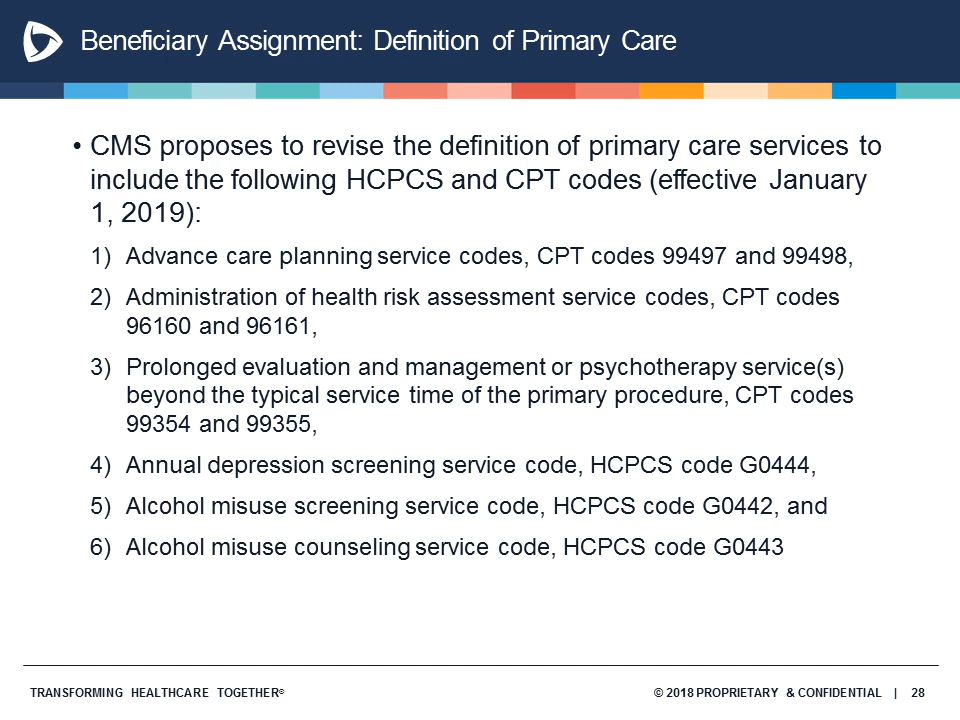 Beneficiary Assignment: Definition of Primary Care
• CMS proposes to revise the definition of primary care services to
include the following HCPCS and CPT codes (effective January
1, 2019):
1) Advance care planning service codes, CPT codes 99497 and 99498,
2) Administration of health risk assessment service codes, CPT codes
96160 and 96161,
3) Prolonged evaluation and management or psychotherapy service(s)
beyond the typical service time of the primary procedure, CPT codes
99354 and 99355,
4) Annual depression screening service code, HCPCS code G0444,
5) Alcohol misuse screening service code, HCPCS code G0442, and
6) Alcohol misuse counseling service code, HCPCS code G0443
TRANSFORMING HEALTHCARE TOGETHER® © 2018 PROPRIETARY & CONFIDENTIAL | 28